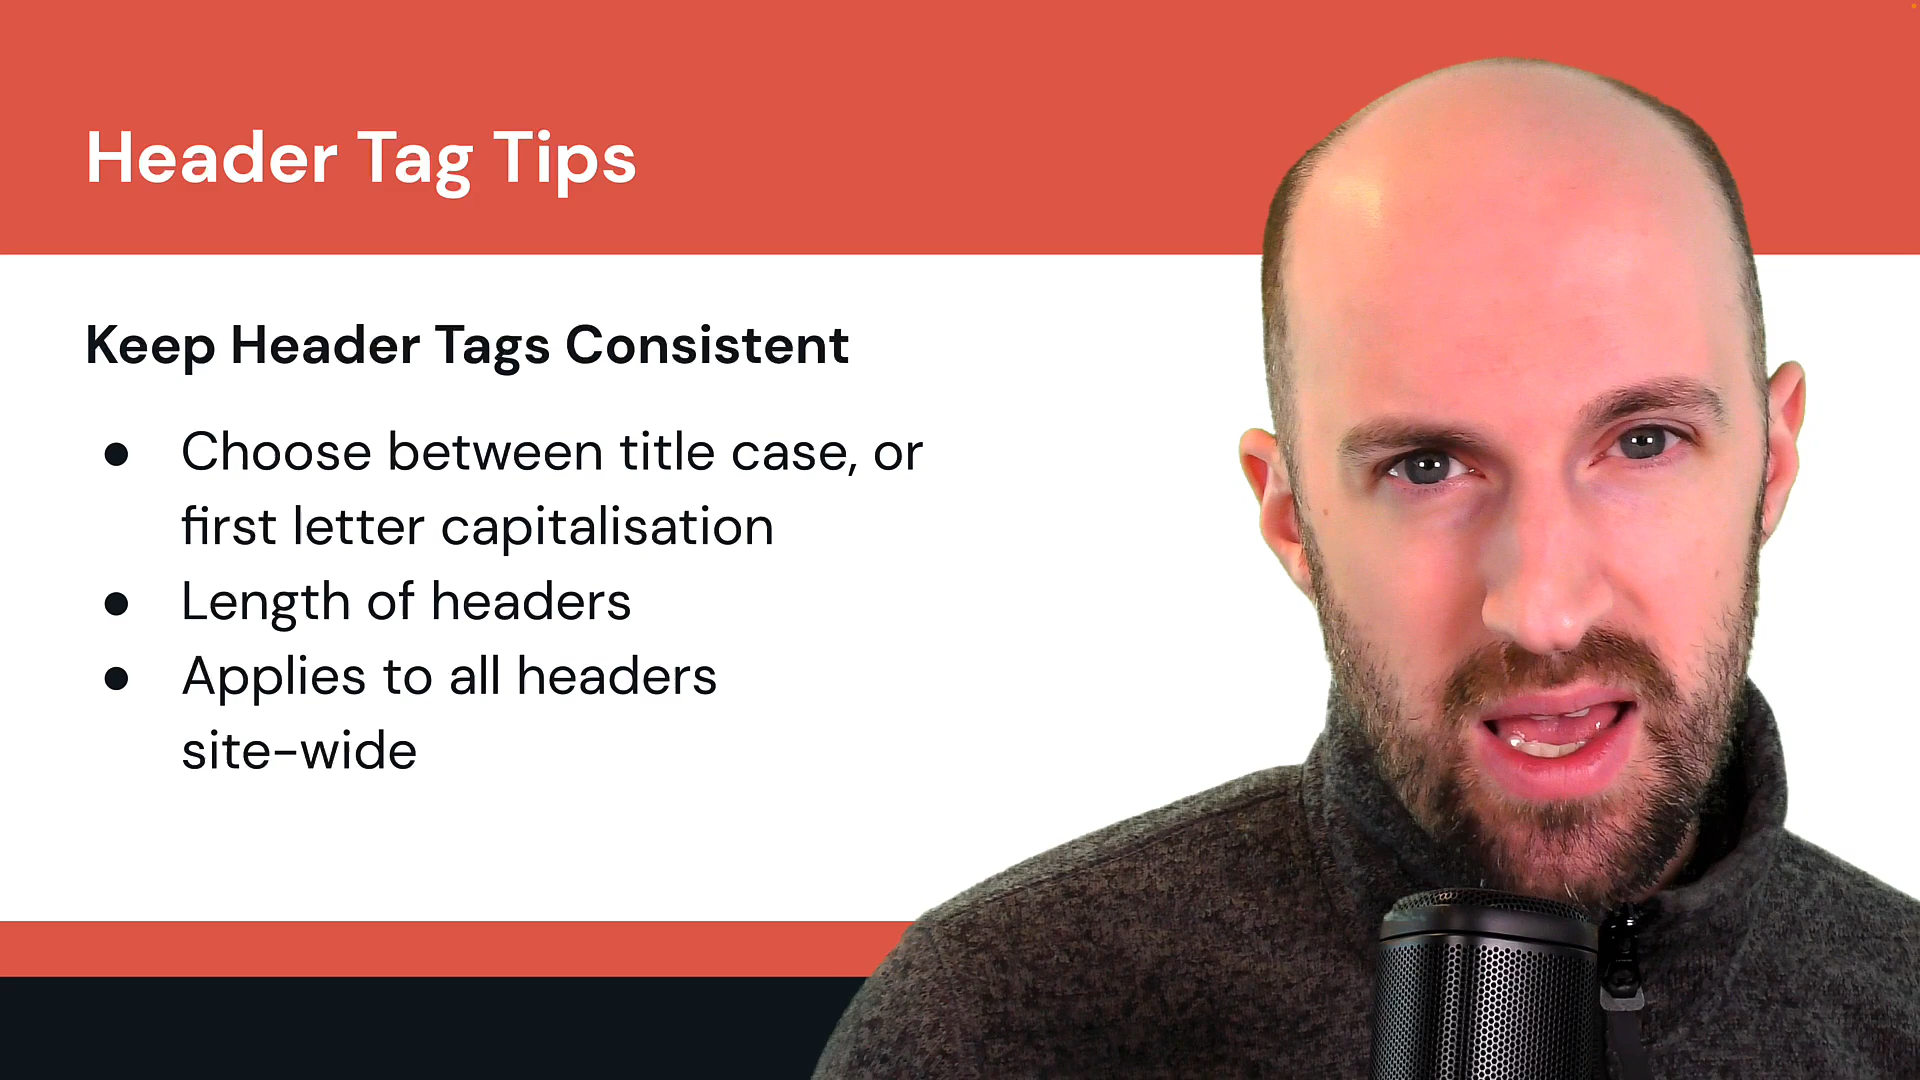 Header Tag Tips
Keep Header Tags Consistent
● Choose between title case, or
first letter capitalisation
● Length of headers
● Applies to all headers
site-wide